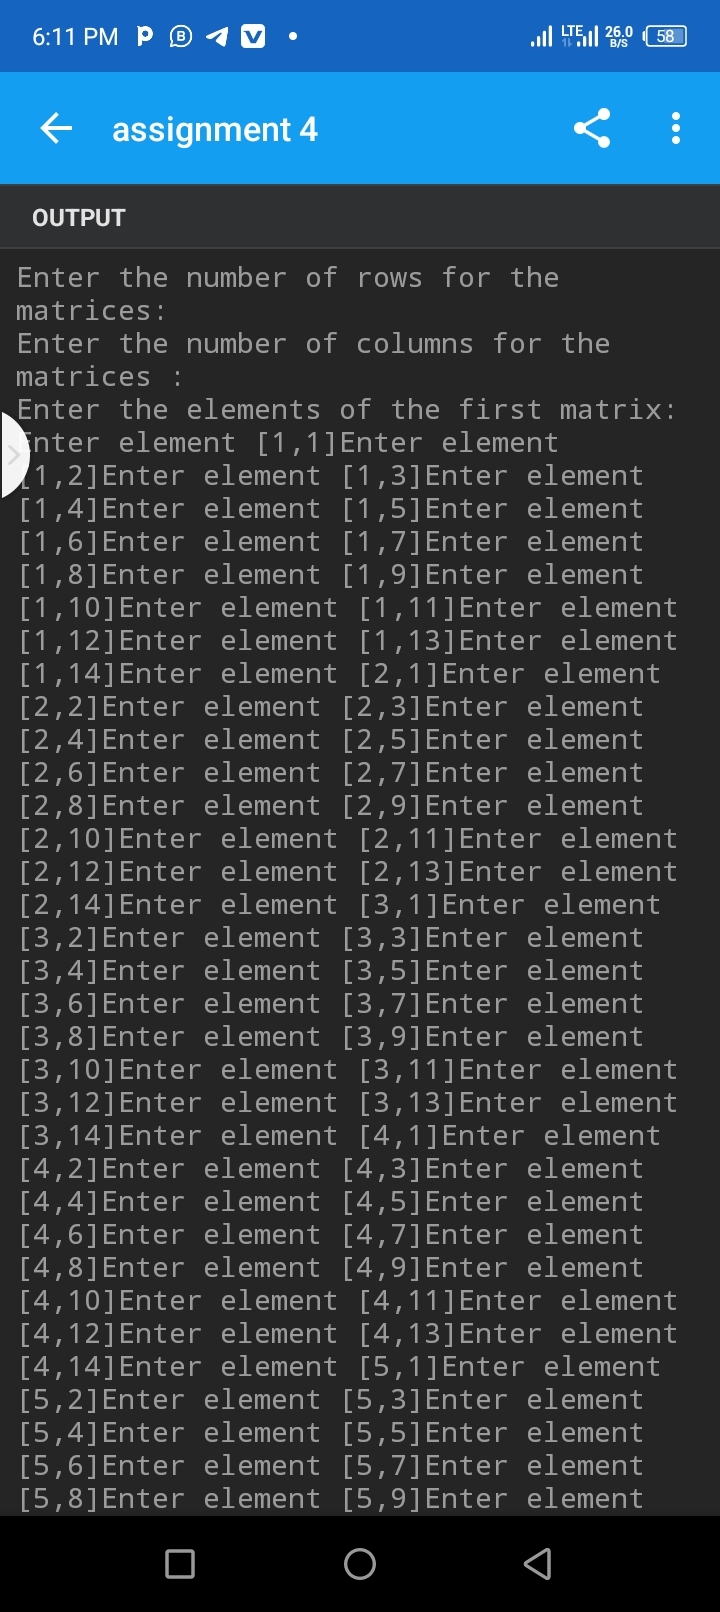 6:11 PM
LTE 26.0 B/S 58
assignment 4
OUTPUT
Enter the number of rows for the
matrices:
Enter the number of columns for the
matrices :
Enter the elements of the first matrix:
Enter element [1,1]Enter element
[1,2]Enter element [1,3]Enter element
[1,4]Enter element [1,5]Enter element
[1,6]Enter element [1,7]Enter element
[1,8]Enter element [1,9]Enter element
[1,10]Enter element [1,11]Enter element
[1,12]Enter element [1,13]Enter element
[1,14]Enter element [2,1]Enter element
[2,2]Enter element [2,3]Enter element
[2,4]Enter element [2,5]Enter element
[2,6]Enter element [2,7]Enter element
[2,8]Enter element [2,9]Enter element
[2,10]Enter element [2,11]Enter element
[2,12]Enter element [2,13]Enter element
[2,14]Enter element [3,1]Enter element
[3,2]Enter element [3,3]Enter element
[3,4]Enter element [3,5]Enter element
[3,6]Enter element [3,7]Enter element
[3,8]Enter element [3,9]Enter element
[3,10]Enter element [3,11]Enter element
[3,12]Enter element [3,13]Enter element
[3,14]Enter element [4,1]Enter element
[4,2]Enter element [4,3]Enter element
[4,4]Enter element [4,5]Enter element
[4,6]Enter element [4,7]Enter element
[4,8]Enter element [4,9]Enter element
[4,10]Enter element [4,11]Enter element
[4,12]Enter element [4,13]Enter element
[4,14]Enter element [5,1]Enter element
[5,2]Enter element [5,3]Enter element
[5,4]Enter element [5,5]Enter element
[5,6]Enter element [5,7]Enter element
[5,8]Enter element [5,9]Enter element